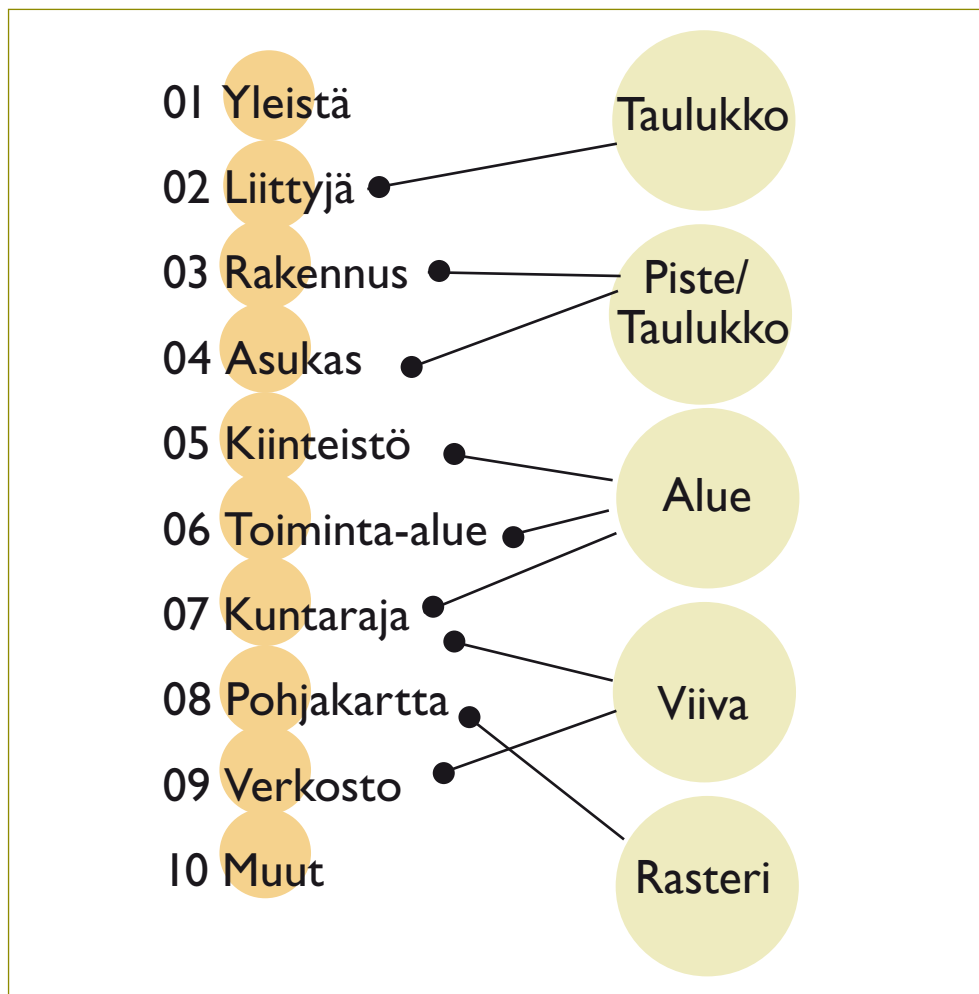 01 Yleistä
02 Liittyjä
03 Rakennus
04 Asukas
05 Kiinteistö
06 Toiminta-alue
07 Kuntaraja
08 Pohjakartta
09 Verkosto
10 Muut
Taulukko
Piste/
Taulukko
Alue
Viiva
Rasteri